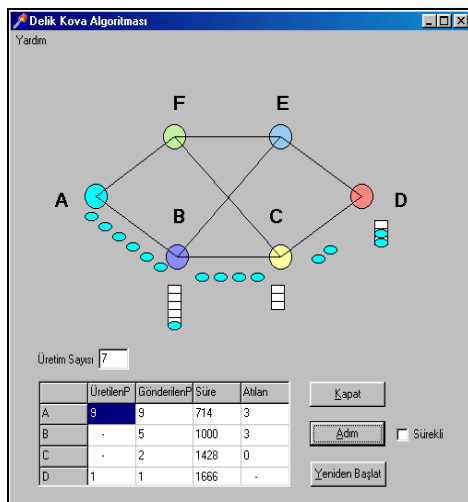 Delik Kova Algoritması
Yardım
F E
A B C D
Üretim Sayısı 7
ÜretilenP GönderilenP Süre Atılan
A 9 9 714 3
B - 5 1000 3
C - 2 1428 0
D 1 1 1666 -
Kapat
Adım Sürekli
Yeniden Başlat